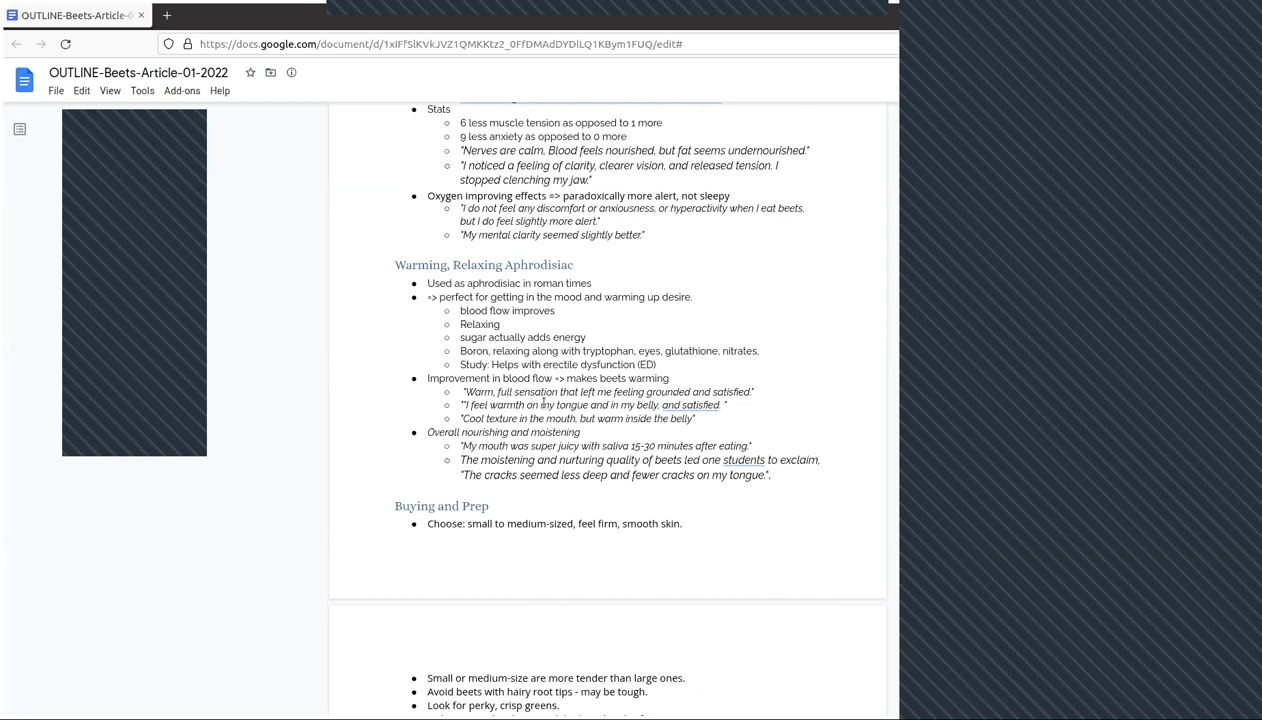 OUTLINE-Beets-Article-0
https://docs.google.com/document/d/1xIFfSlKVkJVZ1QMKKtz2_0FfDMAdDYDlLQ1KBym1FUQ/edit#
OUTLINE-Beets-Article-01-2022
File Edit View Tools Add-ons Help
● Stats
○ 6 less muscle tension as opposed to 1 more
○ 9 less anxiety as opposed to 0 more
○ "Nerves are calm, Blood feels nourished, but fat seems undernourished."
○ "I noticed a feeling of clarity, clearer vision, and released tension. I
stopped clenching my jaw."
● Oxygen improving effects => paradoxically more alert, not sleepy
○ "I do not feel any discomfort or anxiousness, or hyperactivity when I eat beets,
but I do feel slightly more alert."
○ "My mental clarity seemed slightly better."
Warming, Relaxing Aphrodisiac
● Used as aphrodisiac in roman times
● => perfect for getting in the mood and warming up desire.
○ blood flow improves
○ Relaxing
○ sugar actually adds energy
○ Boron, relaxing along with tryptophan, eyes, glutathione, nitrates,
○ Study: Helps with erectile dysfunction (ED)
● Improvement in blood flow => makes beets warming
○ "Warm, full sensation that left me feeling grounded and satisfied."
○ ""I feel warmth on my tongue and in my belly, and satisfied. "
○ "Cool texture in the mouth, but warm inside the belly"
● Overall nourishing and moistening
○ "My mouth was super juicy with saliva 15-30 minutes after eating."
○ The moistening and nurturing quality of beets led one students to exclaim,
"The cracks seemed less deep and fewer cracks on my tongue.".
Buying and Prep
● Choose: small to medium-sized, feel firm, smooth skin.
● Small or medium-size are more tender than large ones.
● Avoid beets with hairy root tips - may be tough.
● Look for perky, crisp greens.